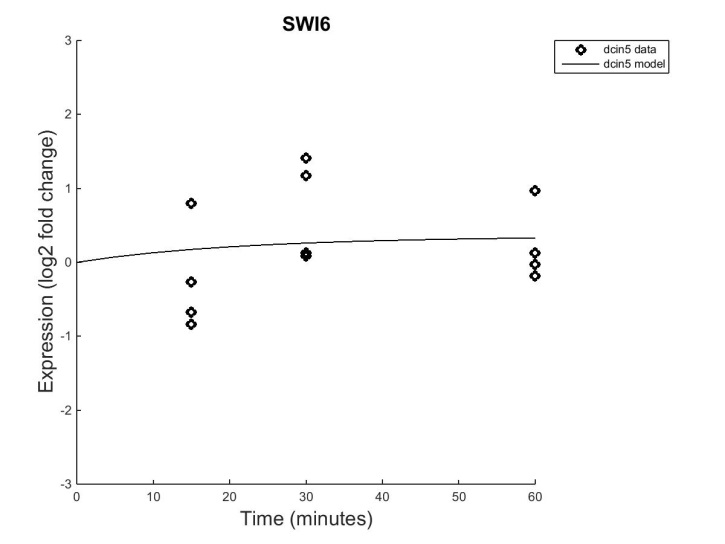 SWI6
3
2
1
0
-1
-2
-3
Expression (log2 fold change)
0 10 20 30 40 50 60
Time (minutes)
dcin5 data
dcin5 model